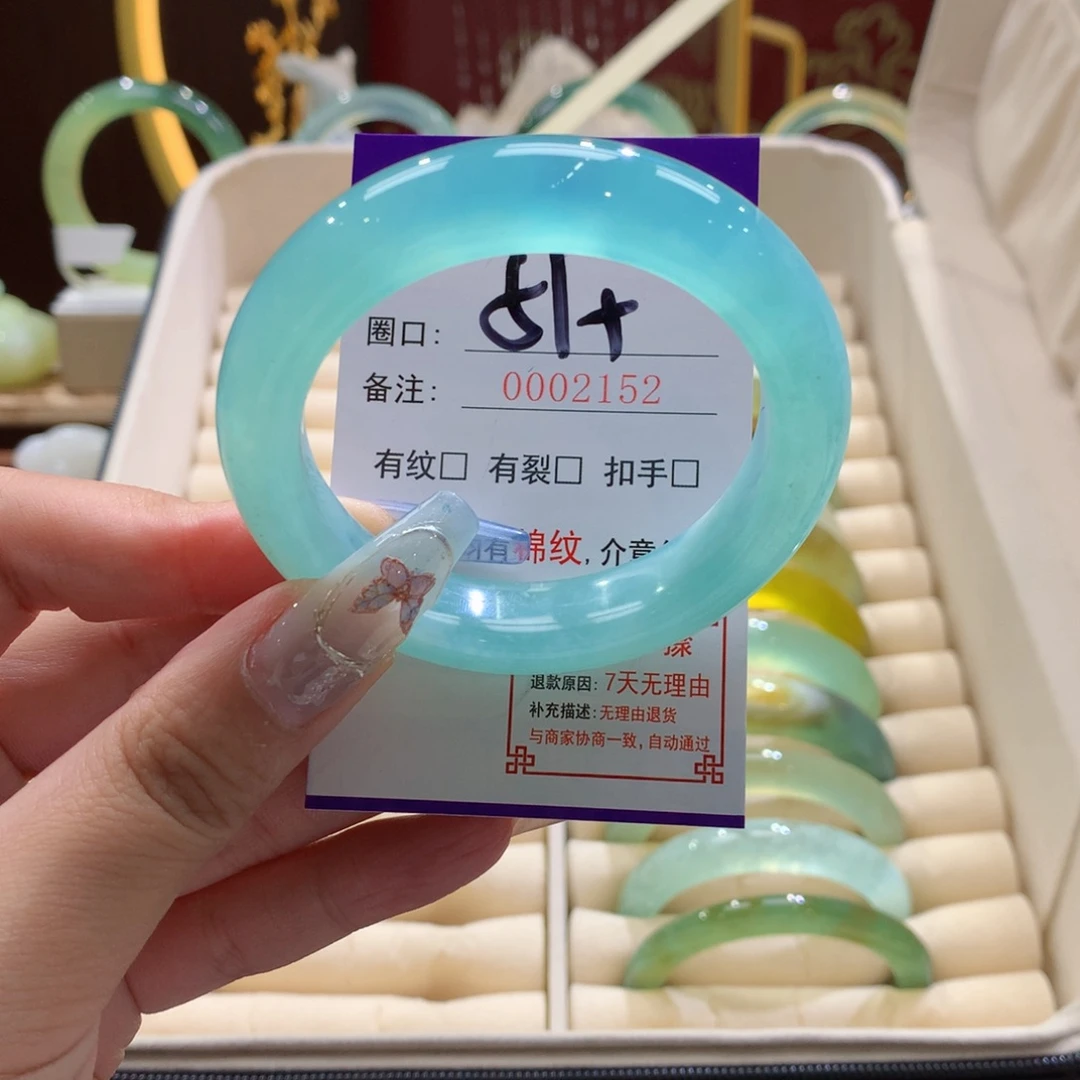 圈口:
备注: 0002152
有纹□ 有裂□ 扣手□
有棉纹, 介意
退款原因: 7天无理由
补充描述: 无理由退货
与商家协商一致, 自动通过